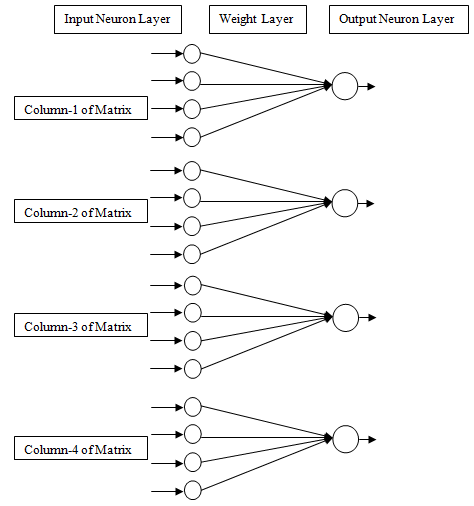 Input Neuron Layer
Weight Layer
Output Neuron Layer
Column-1 of Matrix
Column-2 of Matrix
Column-3 of Matrix
Column-4 of Matrix